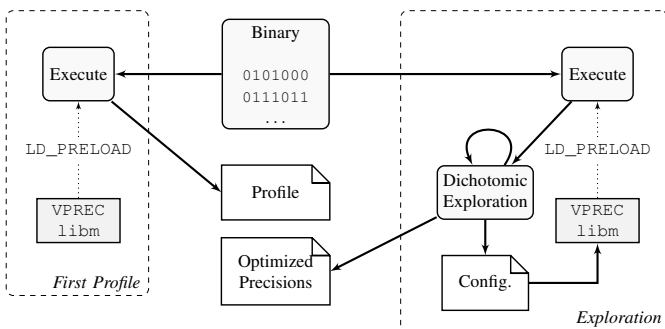 Binary
0101000
0111011
...
Execute
Execute
LD_PRELOAD
LD_PRELOAD
Profile
Dichotomic
Exploration
VPREC
libm
VPREC
libm
Optimized
Precisions
Config.
First Profile
Exploration